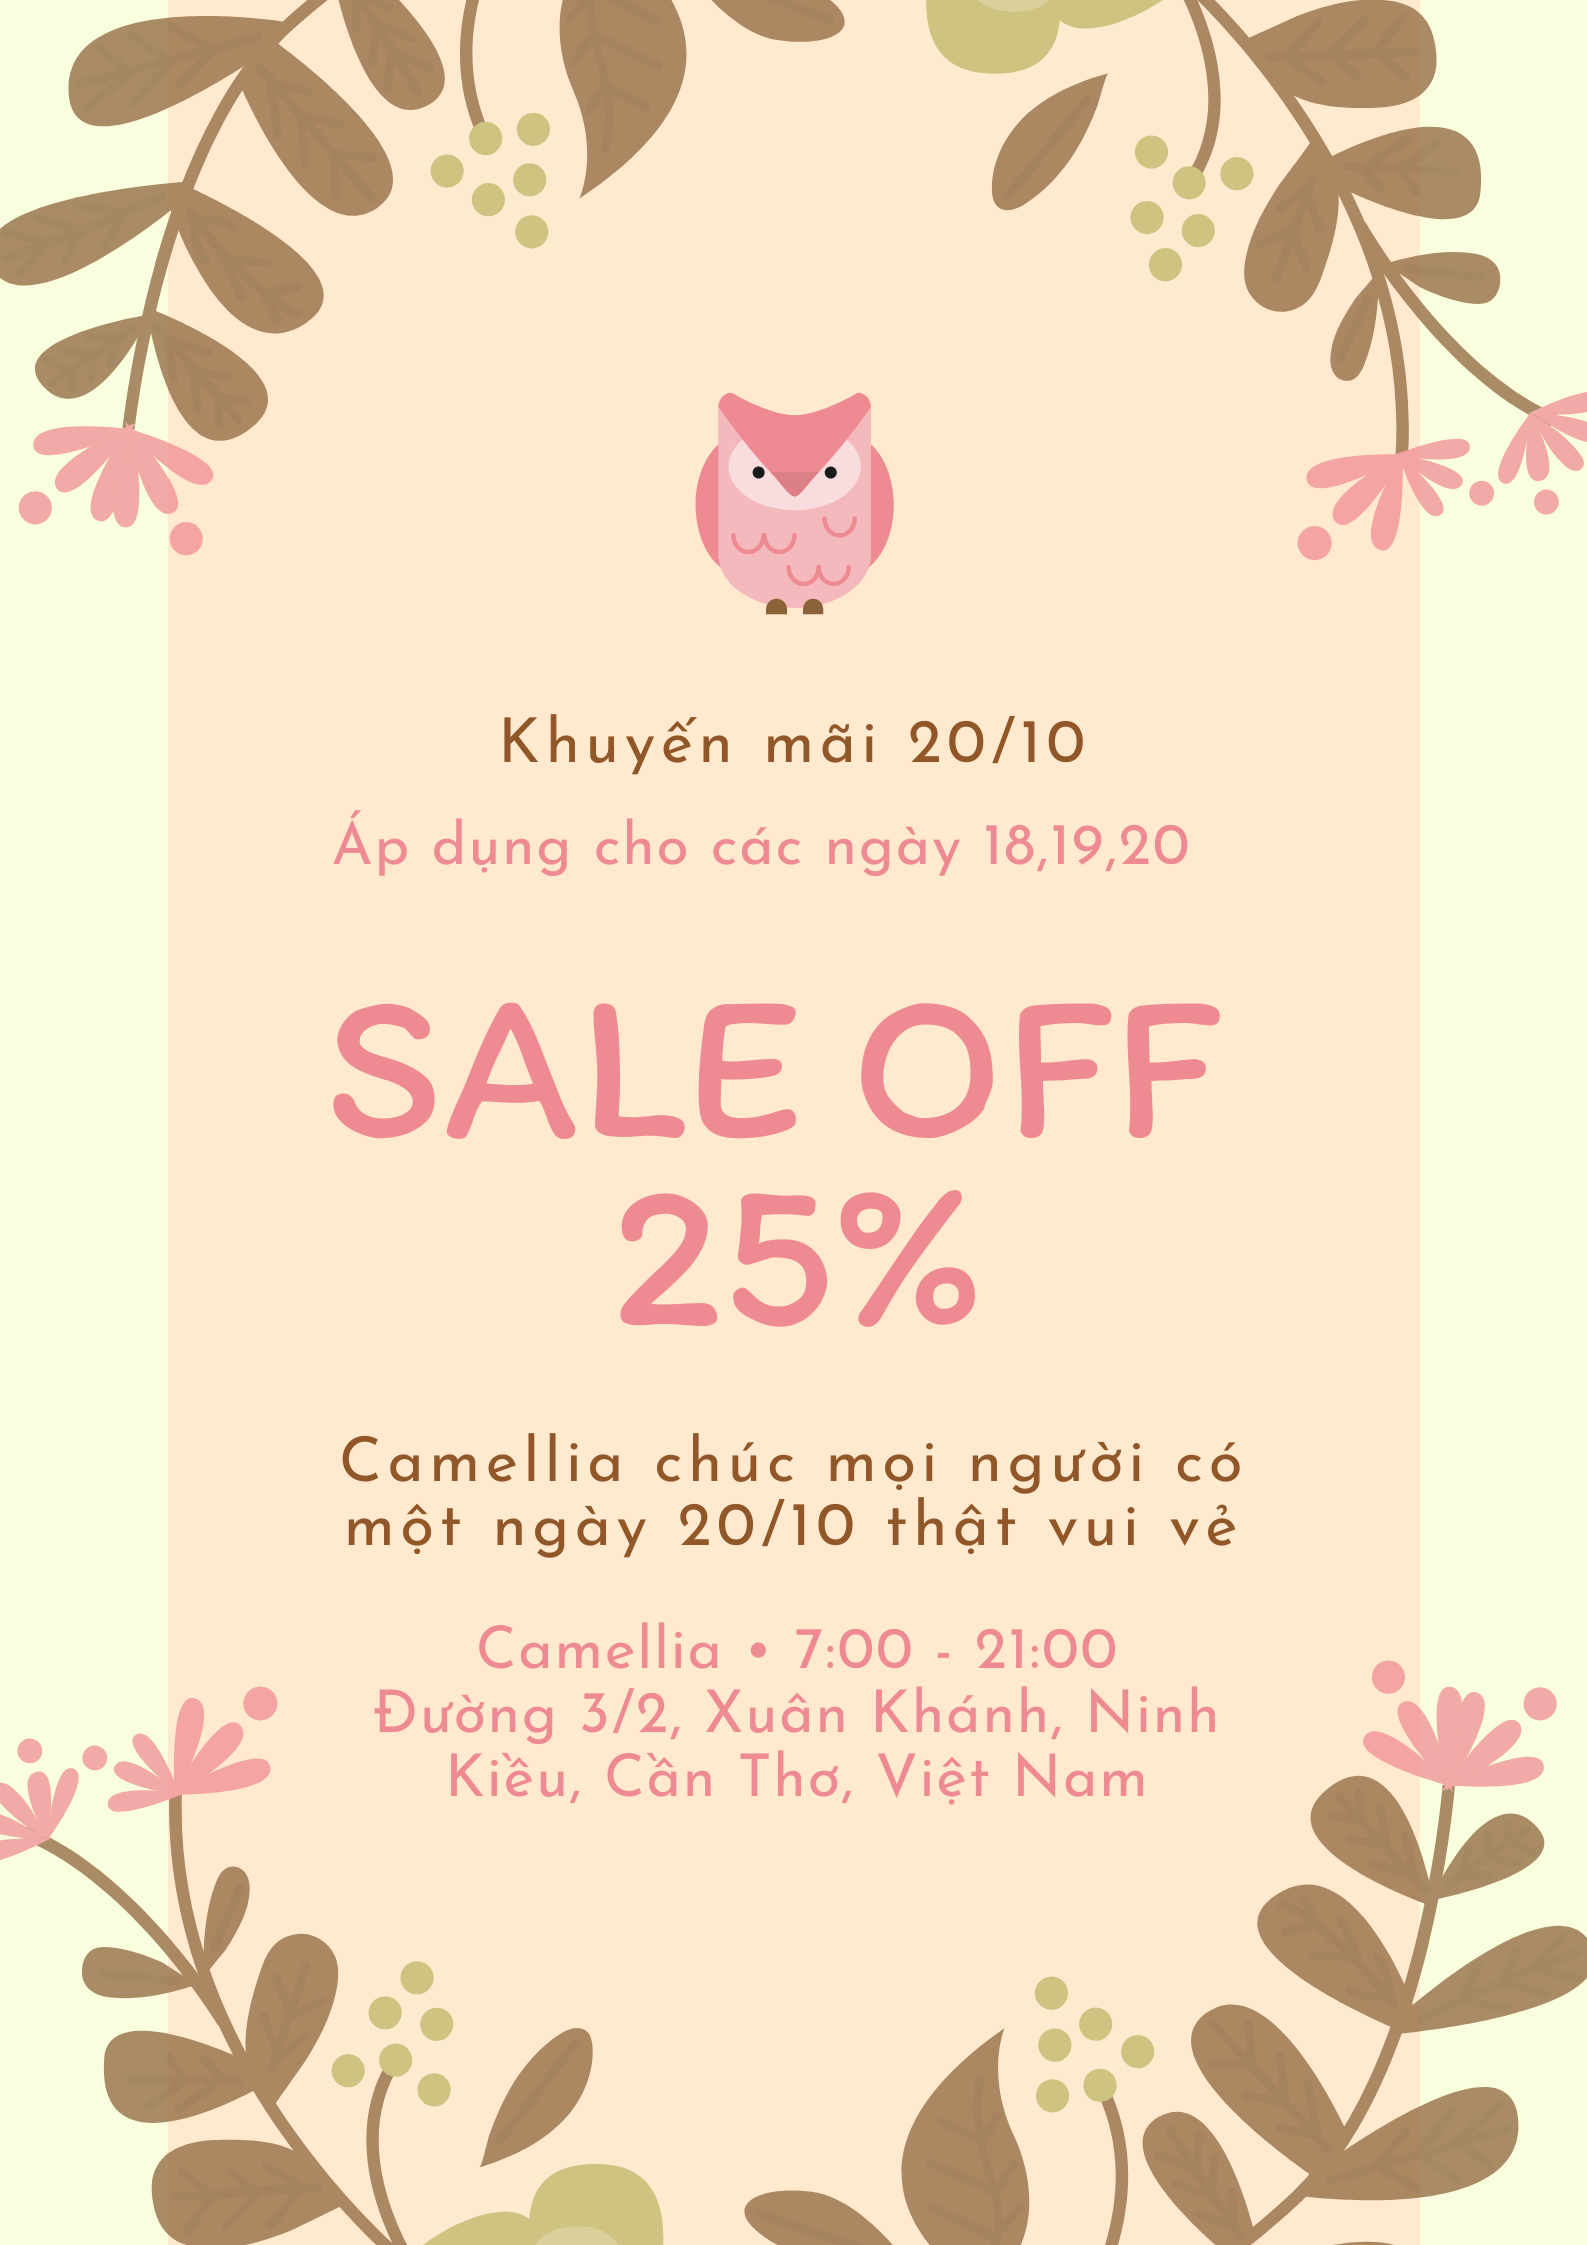 Khuyến mãi 20/10
Áp dụng cho các ngày 18,19,20
SALE OFF
25%
Camellia chúc mọi người có
một ngày 20/10 thật vui vẻ
Camellia • 7:00 - 21:00
Đường 3/2, Xuân Khánh, Ninh
Kiều, Cần Thơ, Việt Nam